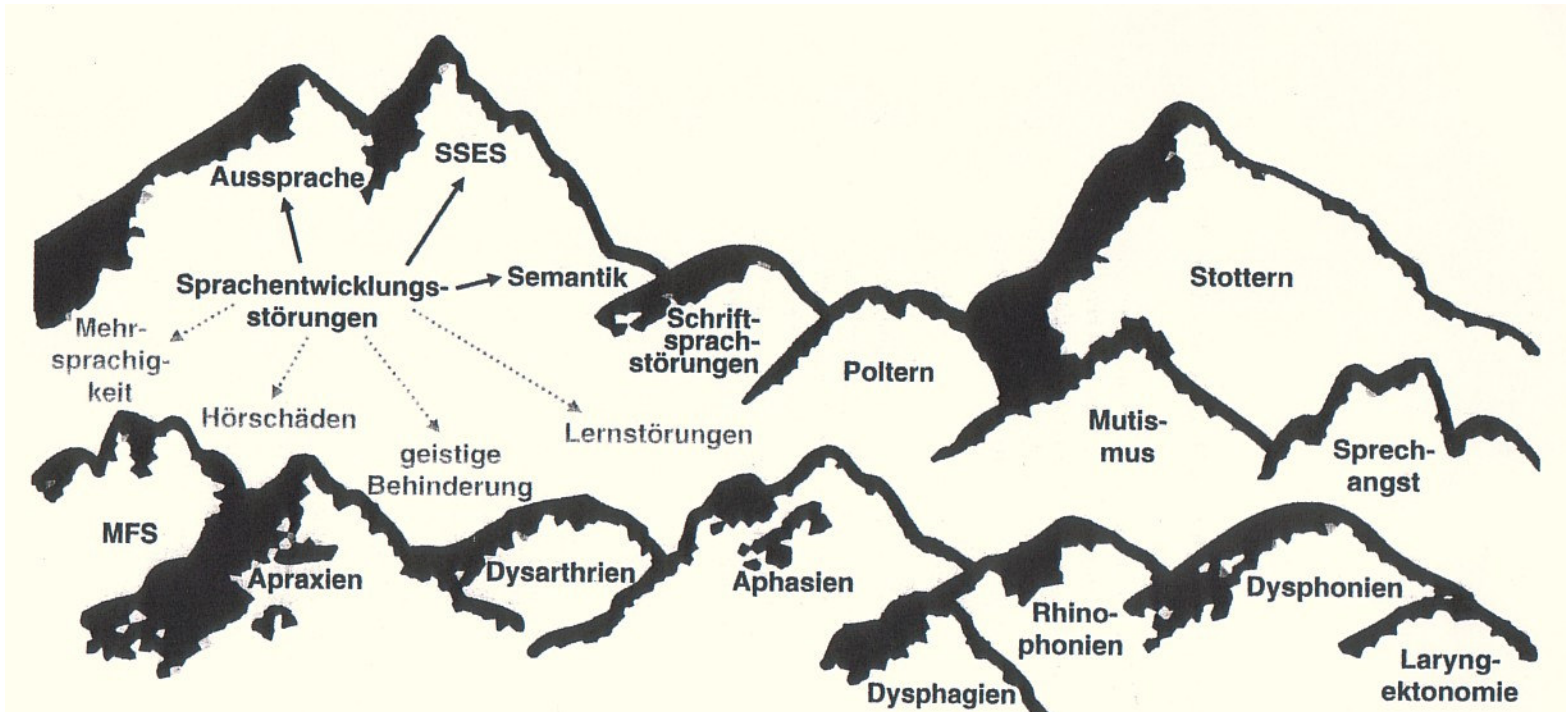 SSES
Aussprache
Sprachentwicklungs-
störungen
Semantik
Stottern
Mehr-
sprachig-
keit
Schrift-
sprach-
störungen
Poltern
Hörschäden
geistige
Behinderung
Lernstörungen
Mutis-
mus
Sprech-
angst
MFS
Apraxien
Dysarthrien
Aphasien
Rhino-
phonien
Dysphonien
Dysphagien
Laryng-
ektonomie